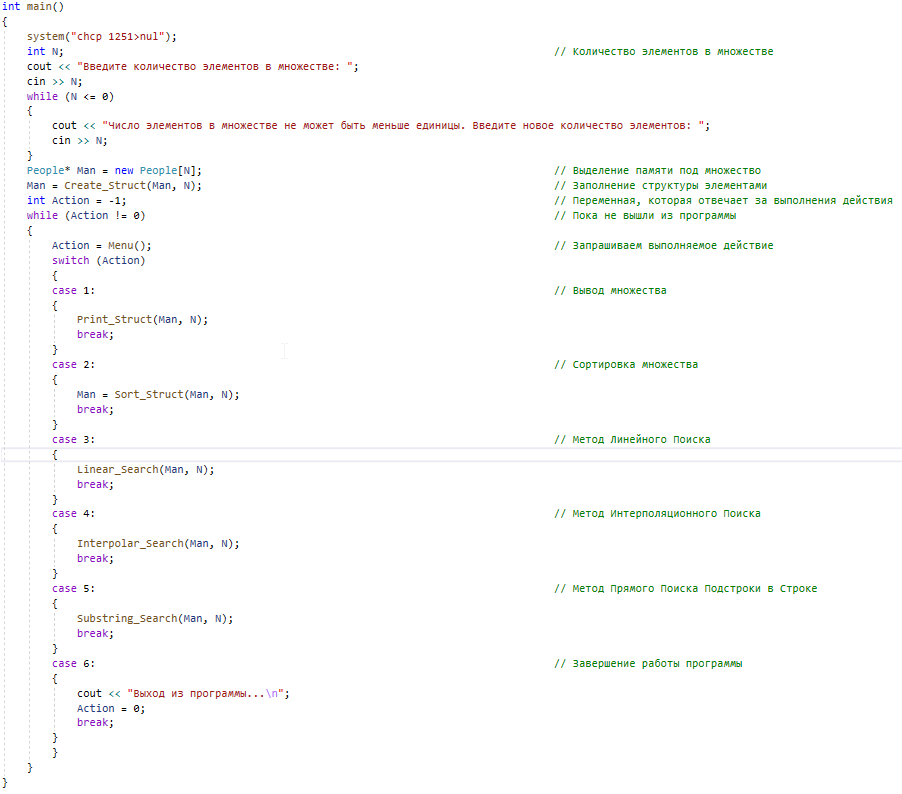 int main()
{
system("chcp 1251>nul");
int N; // Количество элементов в множестве
cout << "Введите количество элементов в множестве: ";
cin >> N;
while (N <= 0)
{
cout << "Число элементов в множестве не может быть меньше единицы. Введите новое количество элементов: ";
cin >> N;
}
People* Man = new People[N]; // Выделение памяти под множество
Man = Create_Struct(Man, N); // Заполнение структуры элементами
int Action = -1; // Переменная, которая отвечает за выполнения действия
while (Action != 0) // Пока не вышли из программы
{
Action = Menu(); // Запрашиваем выполняемое действие
switch (Action)
{
case 1: // Вывод множества
{
Print_Struct(Man, N);
break;
}
case 2: // Сортировка множества
{
Man = Sort_Struct(Man, N);
break;
}
case 3: // Метод Линейного Поиска
{
Linear_Search(Man, N);
break;
}
case 4: // Метод Интерполяционного Поиска
{
Interpolar_Search(Man, N);
break;
}
case 5: // Метод Прямого Поиска Подстроки в Строке
{
Substring_Search(Man, N);
break;
}
case 6: // Завершение работы программы
{
cout << "Выход из программы...\n";
Action = 0;
break;
}
}
}
}